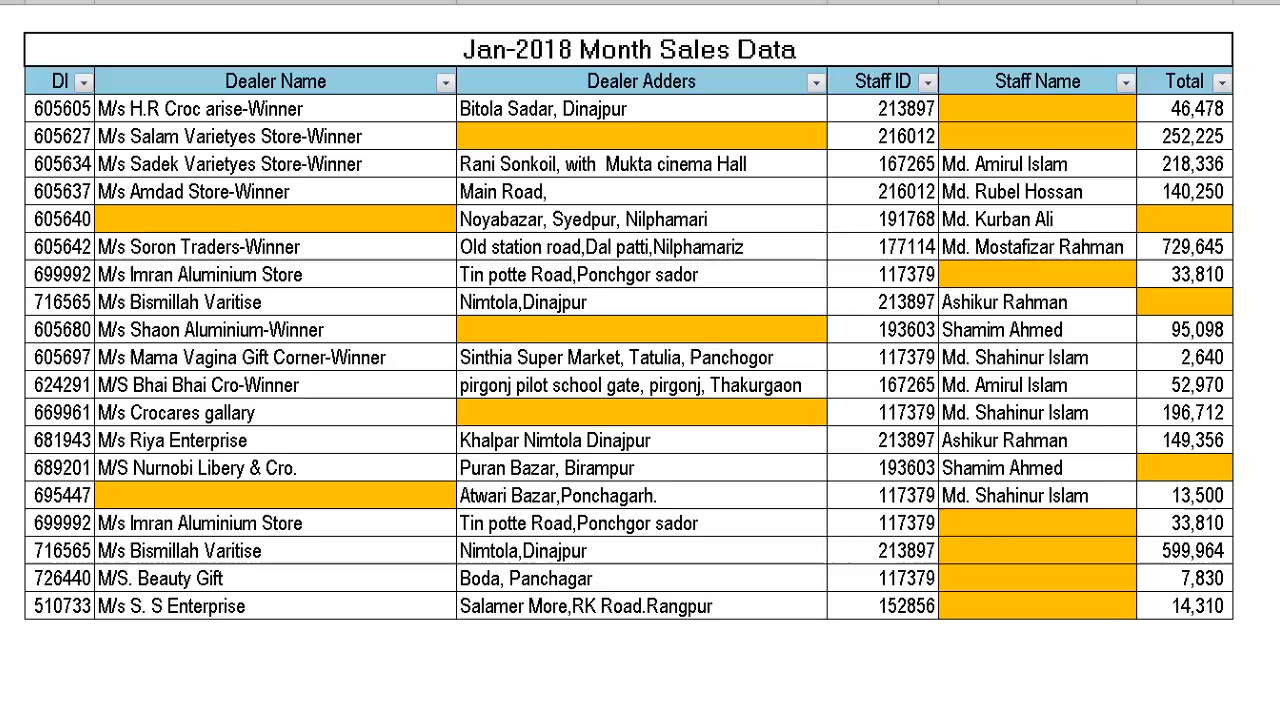 Jan-2018 Month Sales Data
DI Dealer Name Dealer Adders Staff ID Staff Name Total
605605 M/s H.R Croc arise-Winner Bitola Sadar, Dinajpur 213897 46,478
605627 M/s Salam Varietyes Store-Winner 216012 252,225
605634 M/s Sadek Varietyes Store-Winner Rani Sonkoil, with Mukta cinema Hall 167265 Md. Amirul Islam 218,336
605637 M/s Amdad Store-Winner Main Road, 216012 Md. Rubel Hossan 140,250
605640 Noyabazar, Syedpur, Nilphamari 191768 Md. Kurban Ali
605642 M/s Soron Traders-Winner Old station road,Dal patti,Nilphamariz 177114 Md. Mostafizar Rahman 729,645
699992 M/s Imran Aluminium Store Tin potte Road,Ponchgor sador 117379 33,810
716565 M/s Bismillah Varitise Nimtola,Dinajpur 213897 Ashikur Rahman
605680 M/s Shaon Aluminium-Winner 193603 Shamim Ahmed 95,098
605697 M/s Mama Vagina Gift Corner-Winner Sinthia Super Market, Tatulia, Panchogor 117379 Md. Shahinur Islam 2,640
624291 M/S Bhai Bhai Cro-Winner pirgonj pilot school gate, pirgonj, Thakurgaon 167265 Md. Amirul Islam 52,970
669961 M/s Crocares gallary 117379 Md. Shahinur Islam 196,712
681943 M/s Riya Enterprise Khalpar Nimtola Dinajpur 213897 Ashikur Rahman 149,356
689201 M/S Nurnobi Libery & Cro. Puran Bazar, Birampur 193603 Shamim Ahmed
695447 Atwari Bazar,Ponchagarh. 117379 Md. Shahinur Islam 13,500
699992 M/s Imran Aluminium Store Tin potte Road,Ponchgor sador 117379 33,810
716565 M/s Bismillah Varitise Nimtola,Dinajpur 213897 599,964
726440 M/S. Beauty Gift Boda, Panchagar 117379 7,830
510733 M/s S. S Enterprise Salamer More,RK Road.Rangpur 152856 14,310